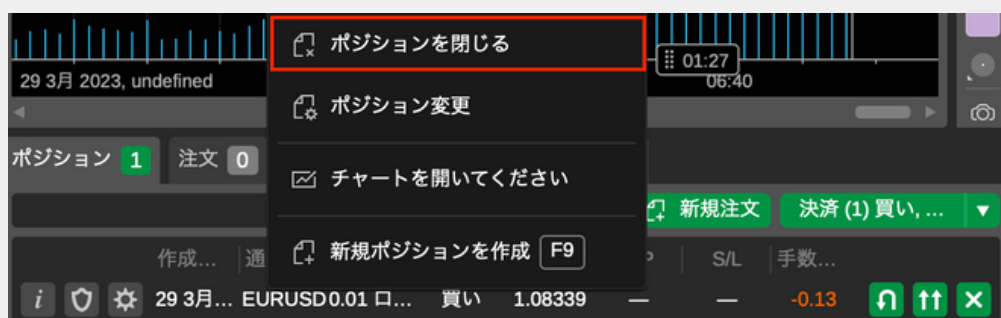 ポジションを閉じる
01:27
29 3月 2023, undefined
06:40
ポジション変更
ポジション 1 注文 0
チャートを開いてください
新規注文 決済 (1) 買い, ...
新規ポジションを作成 F9
作成... 通 S/L 手数...
i 29 3月... EURUSD 0.01 ロ... 買い 1.08339 — — -0.13